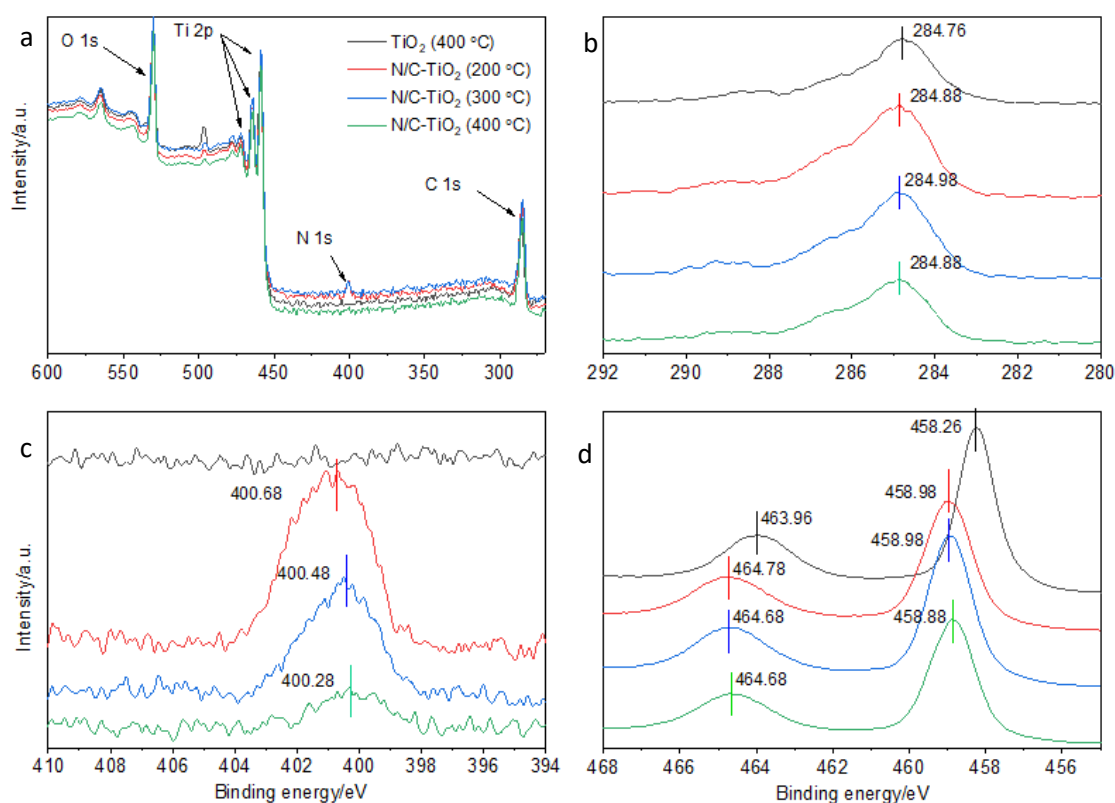 a
O 1s
Ti 2p
TiO2 (400 °C)
N/C-TiO2 (200 °C)
N/C-TiO2 (300 °C)
N/C-TiO2 (400 °C)
N 1s
C 1s
Intensity/a.u.
600 550 500 450 400 350 300
b
284.76
284.88
284.98
284.88
292 290 288 286 284 282 280
c
400.68
400.48
400.28
Intensity/a.u.
410 408 406 404 402 400 398 396 394
Binding energy/eV
d
458.26
463.96
458.98
458.98
464.78
464.68
458.88
464.68
468 466 464 462 460 458 456
Binding energy/eV